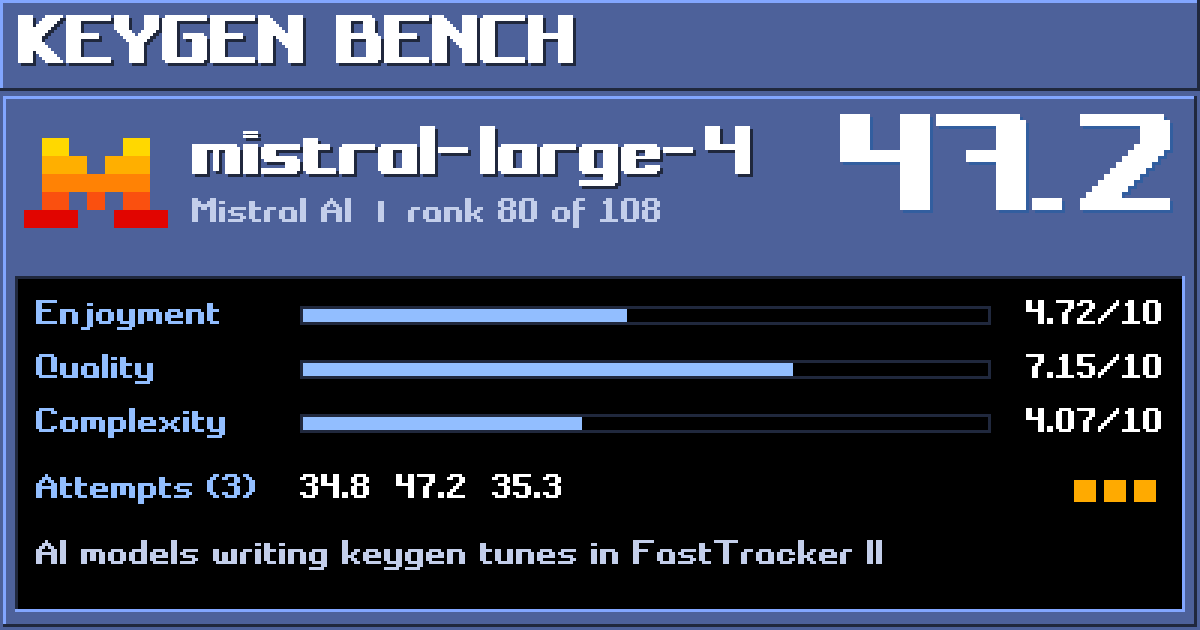 KEYGEN BENCH
mistral-large-4
47.2
Mistral AI | rank 80 of 108
Enjoyment 4.72/10
Quality 7.15/10
Complexity 4.07/10
Attempts (3) 34.8 47.2 35.3
AI models writing keygen tunes in FastTracker II